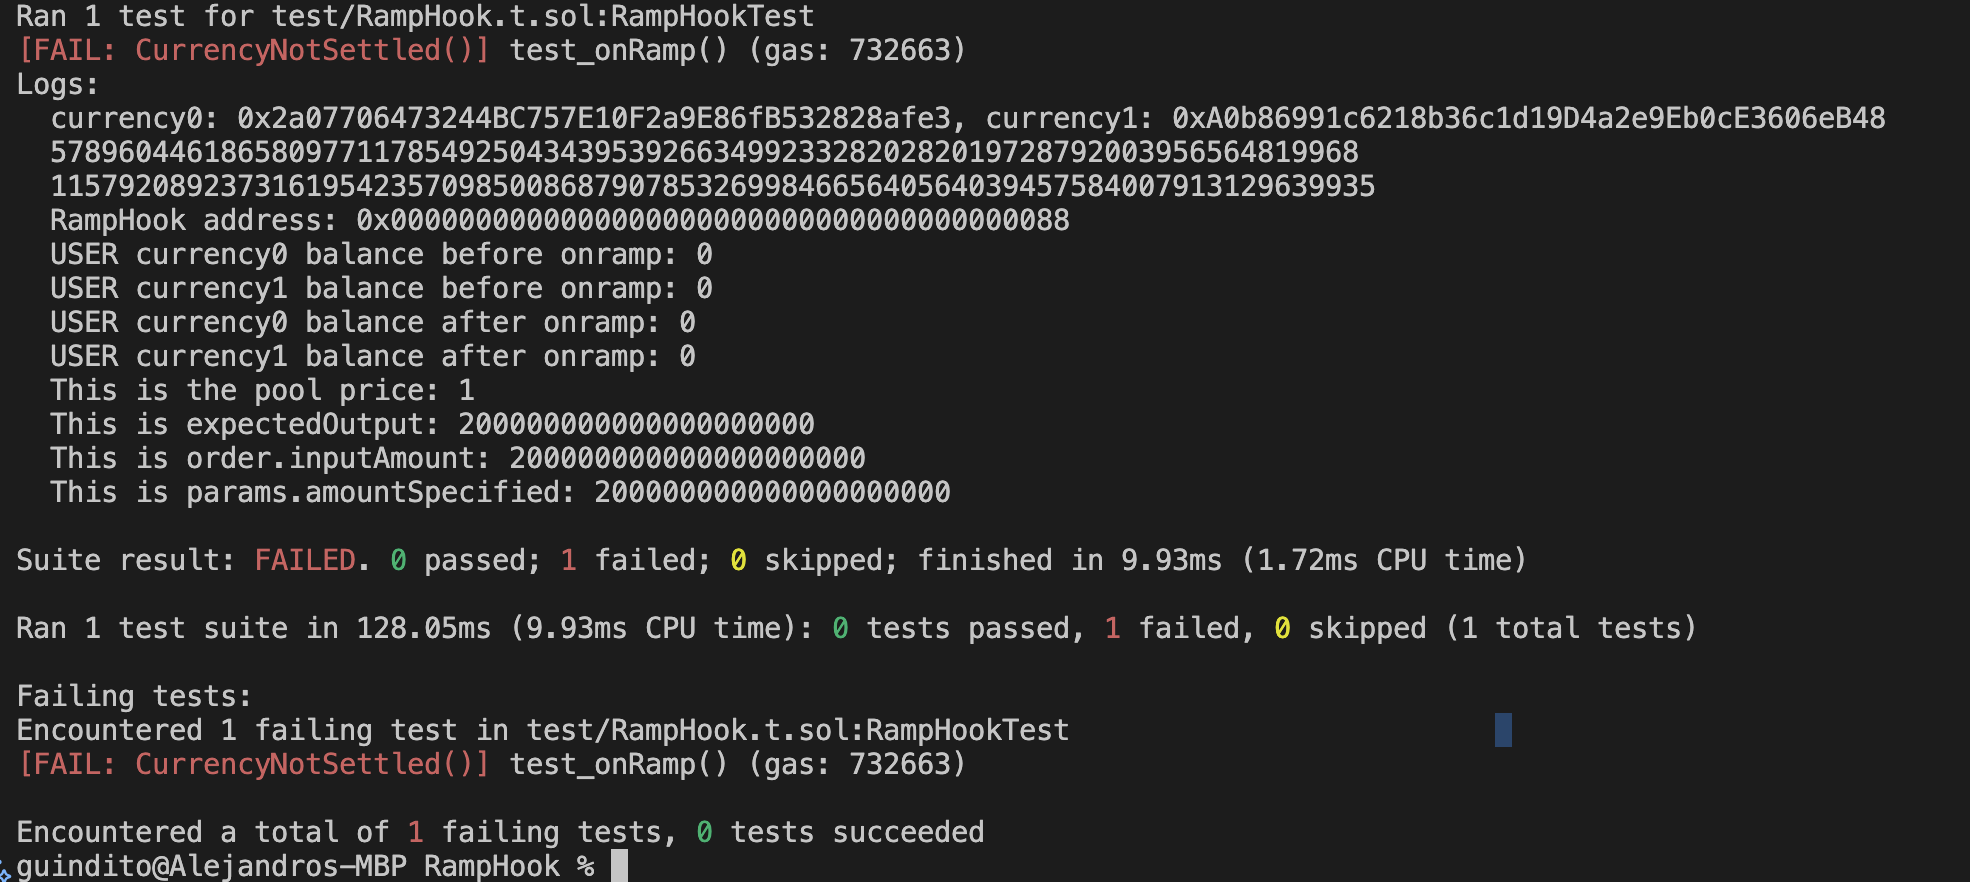 Ran 1 test for test/RampHook.t.sol:RampHookTest
[FAIL: CurrencyNotSettled()] test_onRamp() (gas: 732663)
Logs:
currency0: 0x2a07706473244BC757E10F2a9E86fB532828afe3, currency1: 0xA0b86991c6218b36c1d19D4a2e9Eb0cE3606eB48
57896044618658097711785492504343953926634992332820282019728792003956564819968
115792089237316195423570985008687907853269984665640564039457584007913129639935
RampHook address: 0x0000000000000000000000000000000000000088
USER currency0 balance before onramp: 0
USER currency1 balance before onramp: 0
USER currency0 balance after onramp: 0
USER currency1 balance after onramp: 0
This is the pool price: 1
This is expectedOutput: 200000000000000000000
This is order.inputAmount: 200000000000000000000
This is params.amountSpecified: 200000000000000000000
Suite result: FAILED. 0 passed; 1 failed; 0 skipped; finished in 9.93ms (1.72ms CPU time)
Ran 1 test suite in 128.05ms (9.93ms CPU time): 0 tests passed, 1 failed, 0 skipped (1 total tests)
Failing tests:
Encountered 1 failing test in test/RampHook.t.sol:RampHookTest
[FAIL: CurrencyNotSettled()] test_onRamp() (gas: 732663)
Encountered a total of 1 failing tests, 0 tests succeeded
guindito@Alejandros-MBP RampHook %